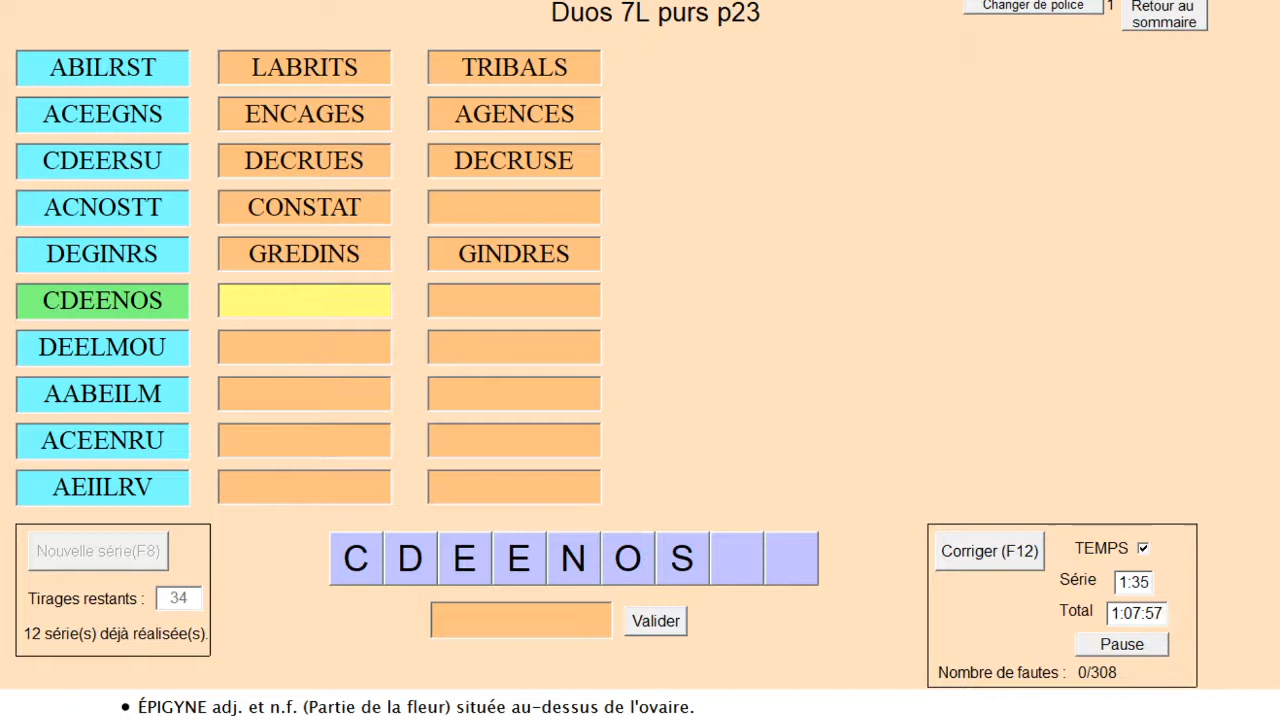 Duos 7L purs p23
Changer de police 1 Retour au sommaire
ABILRST LABRITS TRIBALS
ACEEGNS ENCAGES AGENCES
CDEERSU DECRUES DECRUSE
ACNOSTT CONSTAT
DEGINRS GREDINS GINDRES
CDEENOS
DEELMOU
AABEILM
ACEENRU
AEIILRV
Nouvelle série(F8)
Tirages restants : 34
12 série(s) déjà réalisée(s).
C D E E N O S
Valider
Corriger (F12) TEMPS
Série 1:35
Total 1:07:57
Pause
Nombre de fautes : 0/308
• ÉPIGYNE adj. et n.f. (Partie de la fleur) située au-dessus de l'ovaire.